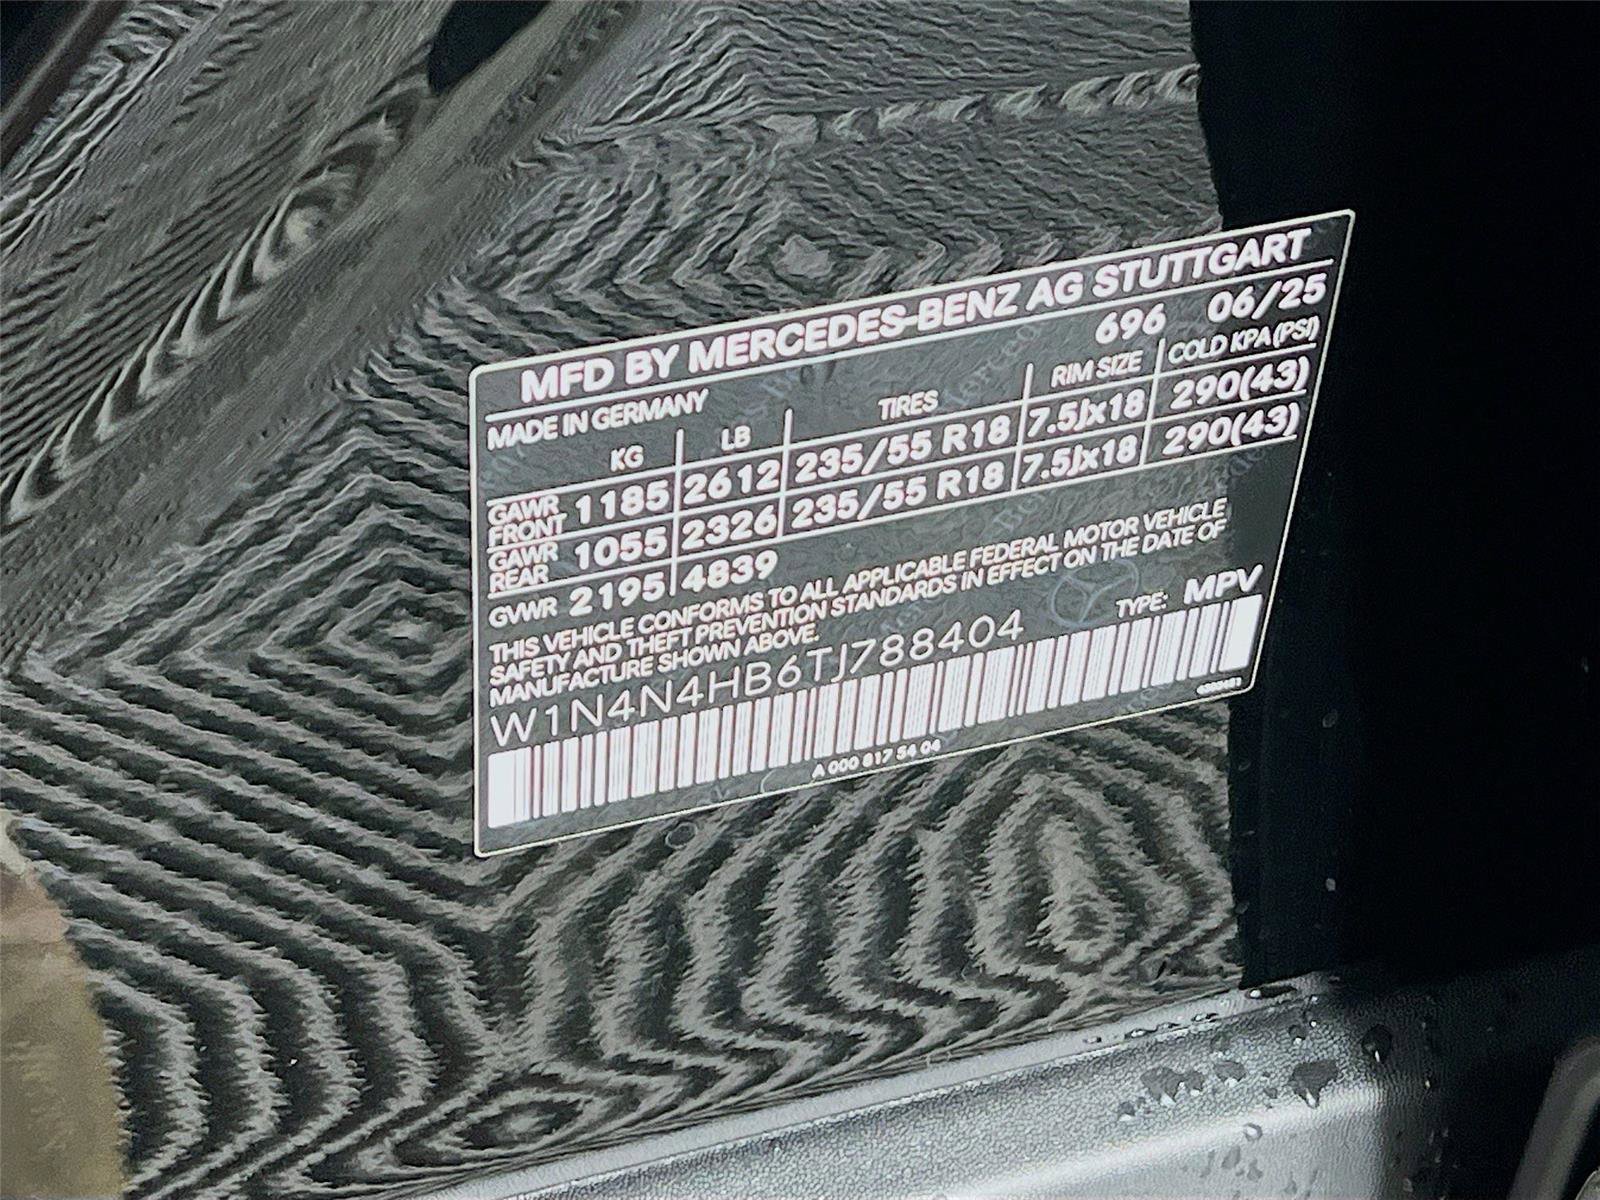 MFD BY MERCEDES-BENZ AG STUTTGART
MADE IN GERMANY 696 06/25
KG LB TIRES RIM SIZE COLD KPA (PSI)
GAWR FRONT 1185 2612 235/55 R18 7.5Jx18 290(43)
GAWR REAR 1055 2326 235/55 R18 7.5Jx18 290(43)
GVWR 2195 4839
THIS VEHICLE CONFORMS TO ALL APPLICABLE FEDERAL MOTOR VEHICLE
SAFETY AND THEFT PREVENTION STANDARDS IN EFFECT ON THE DATE OF
MANUFACTURE SHOWN ABOVE.
W1N4N4HB6TJ788404 TYPE: MPV
A 000 817 54 04